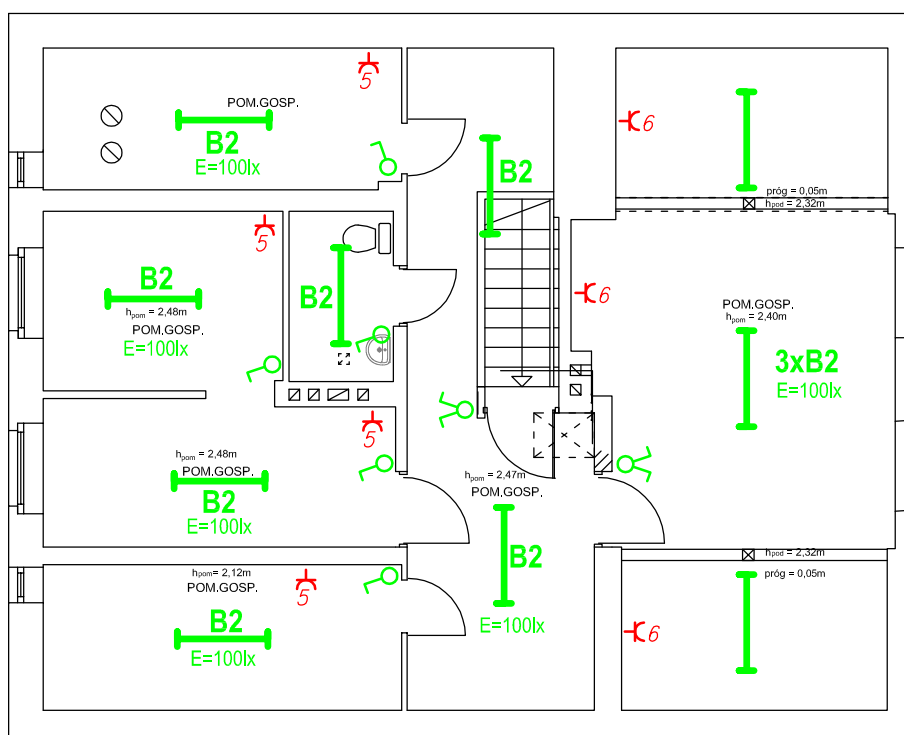 5
POM.GOSP.
B2
E=100lx
6
B2
próg = 0,05m
hpod = 2,32m
5
B2
hpom = 2,48m
POM.GOSP.
E=100lx
B2
6
POM.GOSP.
hpom = 2,40m
3xB2
E=100lx
5
hpom = 2,48m
POM.GOSP.
B2
E=100lx
hpom = 2,47m
POM.GOSP.
B2
E=100lx
hpod = 2,32m
próg = 0,05m
hpom = 2,12m
POM.GOSP.
5
B2
E=100lx
6